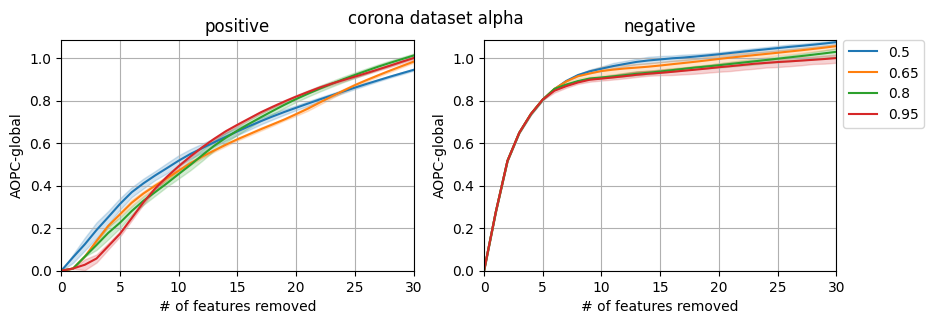 corona dataset alpha
positive
negative
AOPC-global
1.0
0.8
0.6
0.4
0.2
0.0
0 5 10 15 20 25 30
# of features removed
AOPC-global
1.0
0.8
0.6
0.4
0.2
0.0
0 5 10 15 20 25 30
# of features removed
0.5
0.65
0.8
0.95